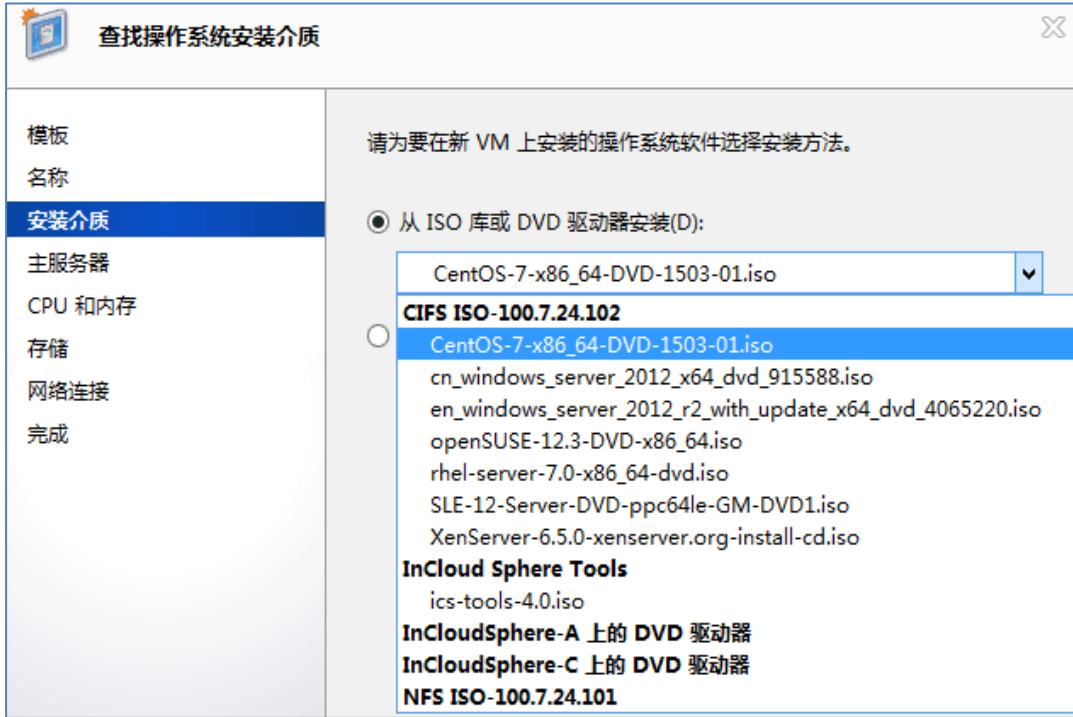 查找操作系统安装介质
模板
名称
安装介质
主服务器
CPU 和内存
存储
网络连接
完成
请为要在新 VM 上安装的操作系统软件选择安装方法。
从 ISO 库或 DVD 驱动器安装(D):
CentOS-7-x86_64-DVD-1503-01.iso
CIFS ISO-100.7.24.102
CentOS-7-x86_64-DVD-1503-01.iso
cn_windows_server_2012_x64_dvd_915588.iso
en_windows_server_2012_r2_with_update_x64_dvd_4065220.iso
openSUSE-12.3-DVD-x86_64.iso
rhel-server-7.0-x86_64-dvd.iso
SLE-12-Server-DVD-ppc64le-GM-DVD1.iso
XenServer-6.5.0-xenserver.org-install-cd.iso
InCloud Sphere Tools
ics-tools-4.0.iso
InCloudSphere-A 上的 DVD 驱动器
InCloudSphere-C 上的 DVD 驱动器
NFS ISO-100.7.24.101